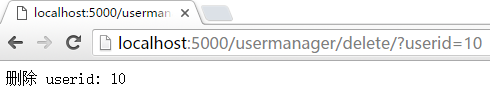 localhost:5000/userman
localhost:5000/usermanager/delete/?userid=10
删除 userid: 10